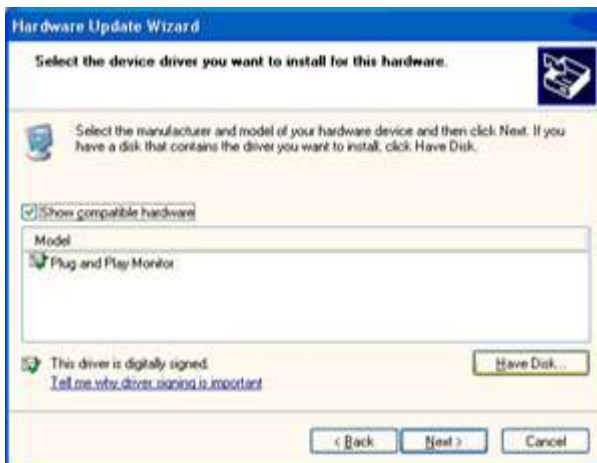 Hardware Update Wizard
Select the device driver you want to install for this hardware.
Select the manufacturer and model of your hardware device and then click Next. If you
have a disk that contains the driver you want to install, click Have Disk.
Show compatible hardware
Model
Plug and Play Monitor
This driver is digitally signed.
Have Disk...
Tell me why driver signing is important
< Back
Next >
Cancel